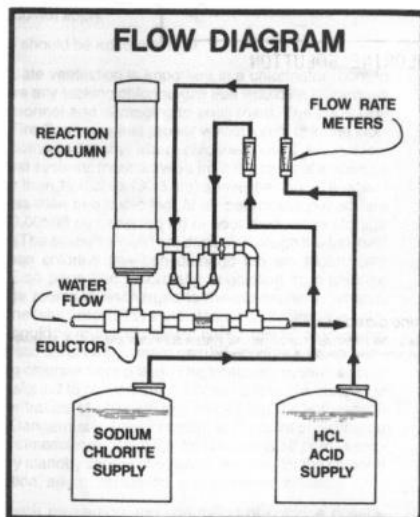 FLOW DIAGRAM
REACTION
COLUMN
FLOW RATE
METERS
WATER
FLOW
EDUCTOR
SODIUM
CHLORITE
SUPPLY
HCL
ACID
SUPPLY